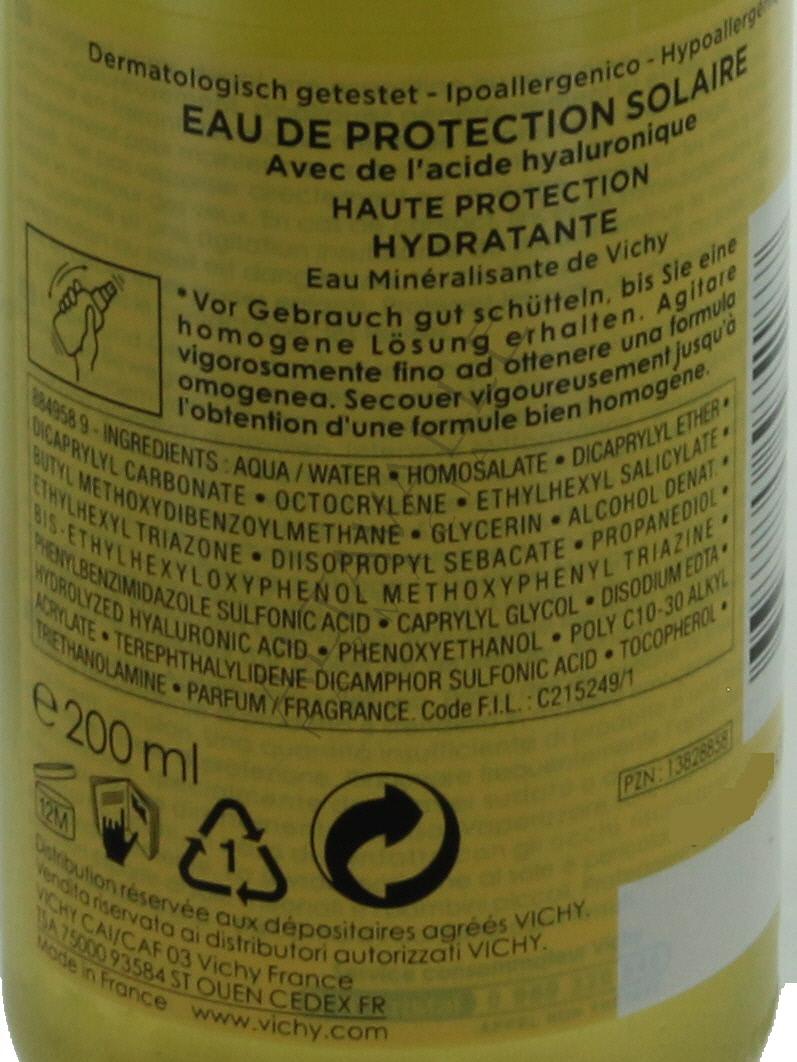 Dermatologisch getestet - Ipoallergenico - Hypoallergén
EAU DE PROTECTION SOLAIRE
Avec de l'acide hyaluronique
HAUTE PROTECTION
HYDRATANTE
Eau Minéralisante de Vichy
*Vor Gebrauch gut schütteln, bis Sie eine
homogene Lösung erhalten. Agitare
vigorosamente fino ad ottenere una formula
omogenea. Secouer vigoureusement jusqu'à
l'obtention d'une formule bien homogène.
884958 9 - INGREDIENTS : AQUA / WATER • HOMOSALATE • DICAPRYLYL ETHER •
DICAPRYLYL CARBONATE • OCTOCRYLENE • ETHYLHEXYL SALICYLATE •
BUTYL METHOXYDIBENZOYLMETHANE • GLYCERIN • ALCOHOL DENAT •
ETHYLHEXYL TRIAZONE • DIISOPROPYL SEBACATE • PROPANEDIOL •
BIS-ETHYLHEXYLOXYPHENOL METHOXYPHENYL TRIAZINE •
PHENYLBENZIMIDAZOLE SULFONIC ACID • CAPRYLYL GLYCOL • DISODIUM EDTA •
HYDROLYZED HYALURONIC ACID • PHENOXYETHANOL • POLY C10-30 ALKYL
ACRYLATE • TEREPHTHALYLIDENE DICAMPHOR SULFONIC ACID • TOCOPHEROL •
TRIETHANOLAMINE • PARFUM / FRAGRANCE. Code F.I.L. : C215249/1
e 200 ml
PZN : 13828858
12M
1
Distribution réservée aux dépositaires agréés VICHY.
Vendita riservata ai distributori autorizzati VICHY.
VICHY CAI/CAF 03 Vichy France
TSA 75000 93584 ST OUEN CEDEX FR
Made in France www.vichy.com